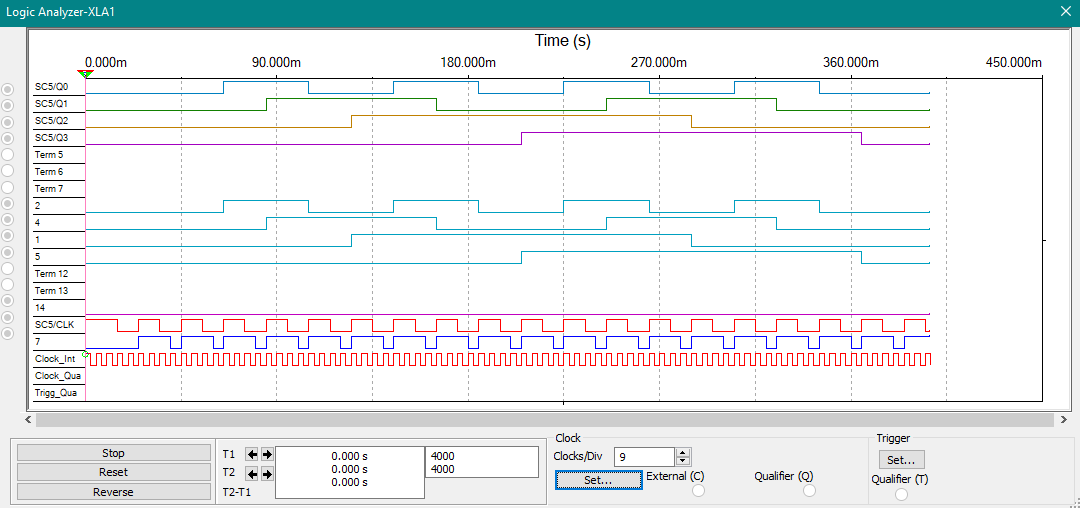 Logic Analyzer-XLA1
Time (s)
0.000m 90.000m 180.000m 270.000m 360.000m 450.000m
SC5/Q0
SC5/Q1
SC5/Q2
SC5/Q3
Term 5
Term 6
Term 7
2
4
1
5
Term 12
Term 13
14
SC5/CLK
7
Clock_Int
Clock_Qua
Trigg_Qua
Stop
Reset
Reverse
T1
T2
T2-T1
0.000 s
0.000 s
0.000 s
4000
4000
Clock
Clocks/Div 9
Set...
External (C)
Qualifier (Q)
Trigger
Set...
Qualifier (T)